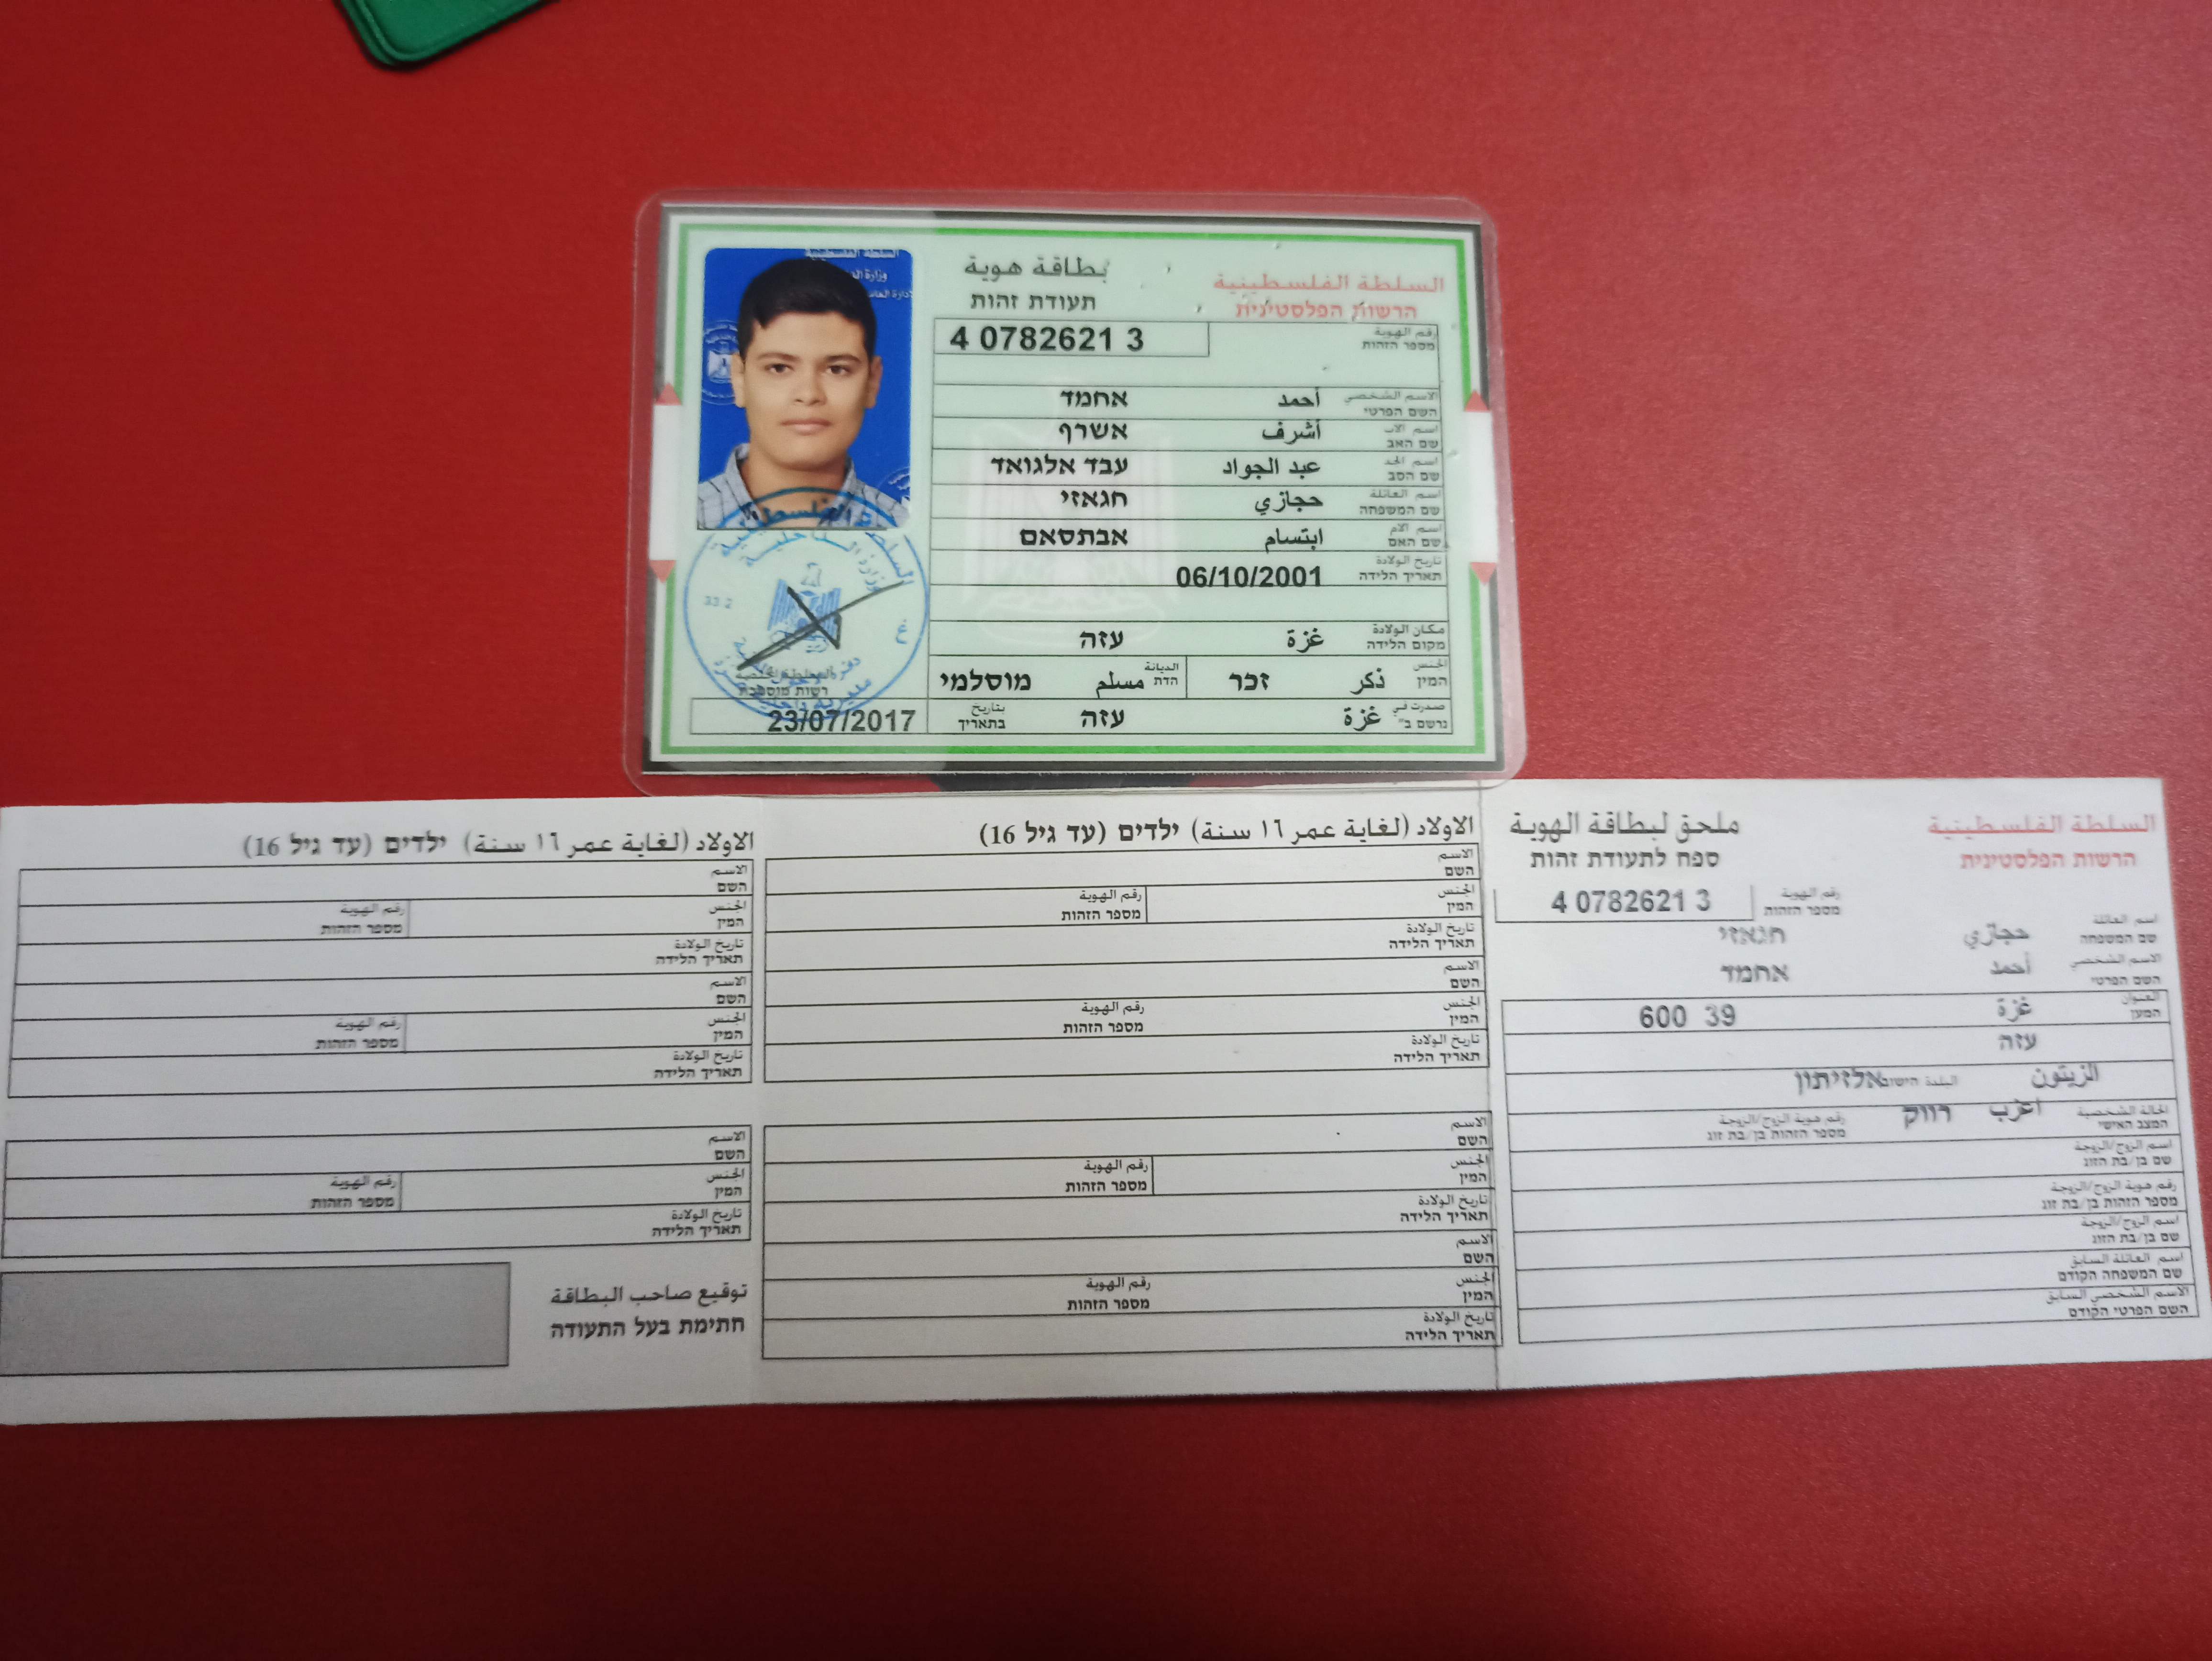 السلطة الفلسطينية
הרשות הפלסטינית
بطاقة هوية
תעודת זהות
رقم الهوية 4 0782621 3
מספר הזהות
الاسم الشخصي أحمد אחמד
השם הפרטי
اسم الاب أشرف אשרף
שם האב
اسم الجد عبد الجواد עבד אלגואד
שם הסב
اسم العائلة حجازي חגאזי
שם המשפחה
اسم الام ابتسام אבתסאם
שם האם
تاريخ الولادة 06/10/2001
תאריך הלידה
مكان الولادة غزة עזה
מקום הלידה
الجنس ذكر זכר الديانة مسلم מוסלמי
המין הדת
صدرت في غزة עזה بتاريخ 23/07/2017
נרשם ב" בתאריך
السلطة الفلسطينية
وزارة الداخلية
33 2
غ
רשות מוסמכת
السلطة الفلسطينية
הרשות הפלסטינית
ملحق لبطاقة الهوية
ספח לתעודת זהות
رقم الهوية 4 0782621 3
מספר הזהות
اسم العائلة حجازي חגאזי
שם המשפחה
الاسم الشخصي أحمد אחמד
השם הפרטי
العنوان غزة 600 39
המען
עזה
الزيتون البلدة הישוב אלזיתון
الحالة الشخصية اعزب רווק رقم هوية الزوج/الزوجة
המצב האישי מספר הזהות בן/בת זוג
اسم الزوج/الزوجة
שם בן/בת הזוג
رقم هوية الزوج/الزوجة
מספר הזהות בן/בת זוג
اسم الزوج/الزوجة
שם בן/בת הזוג
اسم العائلة السابق
שם המשפחה הקודם
الاسم الشخصي السابق
השם הפרטי הקודם
الاولاد (لغاية عمر ١٦ سنة) ילדים (עד גיל 16)
الاسم
השם
الجنس رقم الهوية
המין מספר הזהות
تاريخ الولادة
תאריך הלידה
الاسم
השם
الجنس رقم الهوية
המין מספר הזהות
تاريخ الولادة
תאריך הלידה
الاسم
השם
الجنس رقم الهوية
המין מספר הזהות
تاريخ الولادة
תאריך הלידה
الاسم
השם
الجنس رقم الهوية
המין מספר הזהות
تاريخ الولادة
תאריך הלידה
الاولاد (لغاية عمر ١٦ سنة) ילדים (עד גיל 16)
الاسم
השם
الجنس رقم الهوية
המין מספר הזהות
تاريخ الولادة
תאריך הלידה
الاسم
השם
الجنس رقم الهوية
המין מספר הזהות
تاريخ الولادة
תאריך הלידה
الاسم
השם
الجنس رقم الهوية
המין מספר הזהות
تاريخ الولادة
תאריך הלידה
توقيع صاحب البطاقة
חתימת בעל התעודה